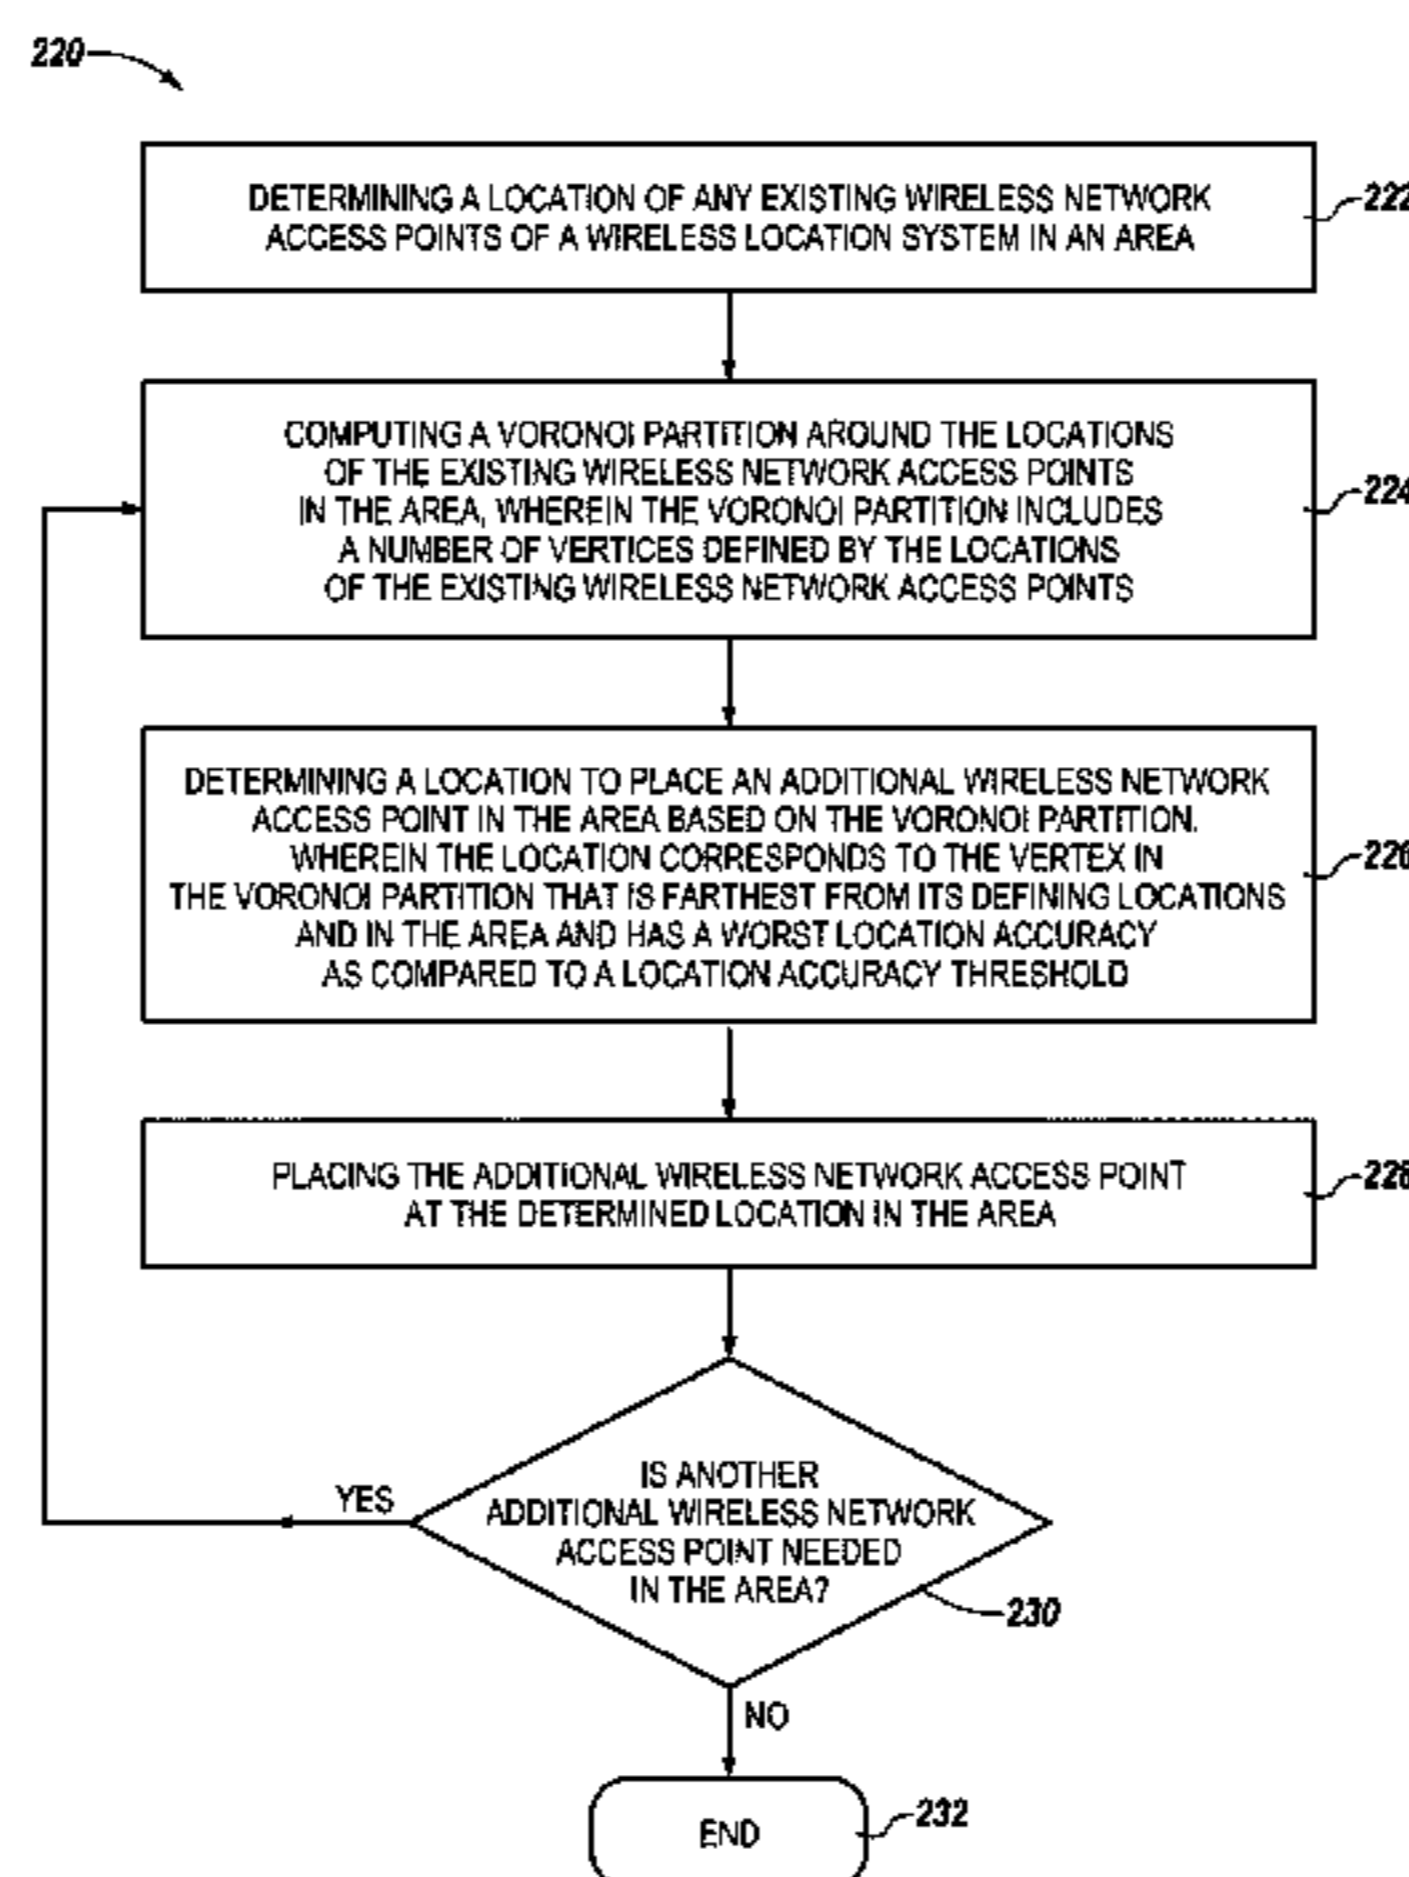 220
DETERMINING A LOCATION OF ANY EXISTING WIRELESS NETWORK
ACCESS POINTS OF A WIRELESS LOCATION SYSTEM IN AN AREA
222
COMPUTING A VORONOI PARTITION AROUND THE LOCATIONS
OF THE EXISTING WIRELESS NETWORK ACCESS POINTS
IN THE AREA, WHEREIN THE VORONOI PARTITION INCLUDES
A NUMBER OF VERTICES DEFINED BY THE LOCATIONS
OF THE EXISTING WIRELESS NETWORK ACCESS POINTS
224
DETERMINING A LOCATION TO PLACE AN ADDITIONAL WIRELESS NETWORK
ACCESS POINT IN THE AREA BASED ON THE VORONOI PARTITION.
WHEREIN THE LOCATION CORRESPONDS TO THE VERTEX IN
THE VORONOI PARTITION THAT IS FARTHEST FROM ITS DEFINING LOCATIONS
AND IN THE AREA AND HAS A WORST LOCATION ACCURACY
AS COMPARED TO A LOCATION ACCURACY THRESHOLD
226
PLACING THE ADDITIONAL WIRELESS NETWORK ACCESS POINT
AT THE DETERMINED LOCATION IN THE AREA
228
YES
IS ANOTHER
ADDITIONAL WIRELESS NETWORK
ACCESS POINT NEEDED
IN THE AREA?
230
NO
END
232